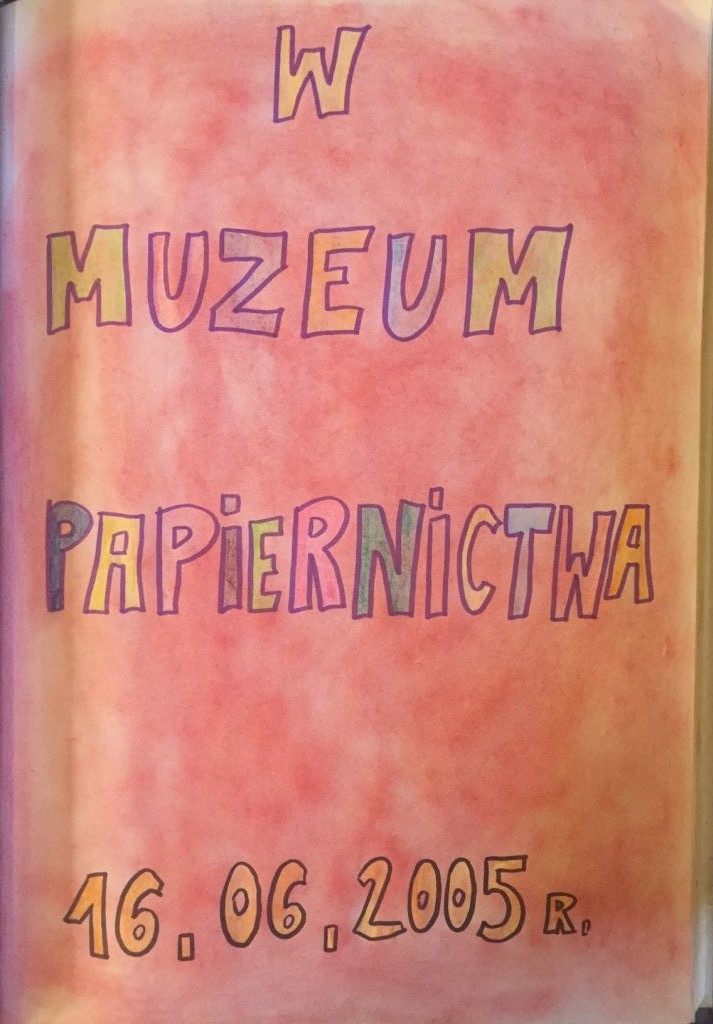 W
MUZEUM
PAPiERNiCTWA
16.06.2005 R.